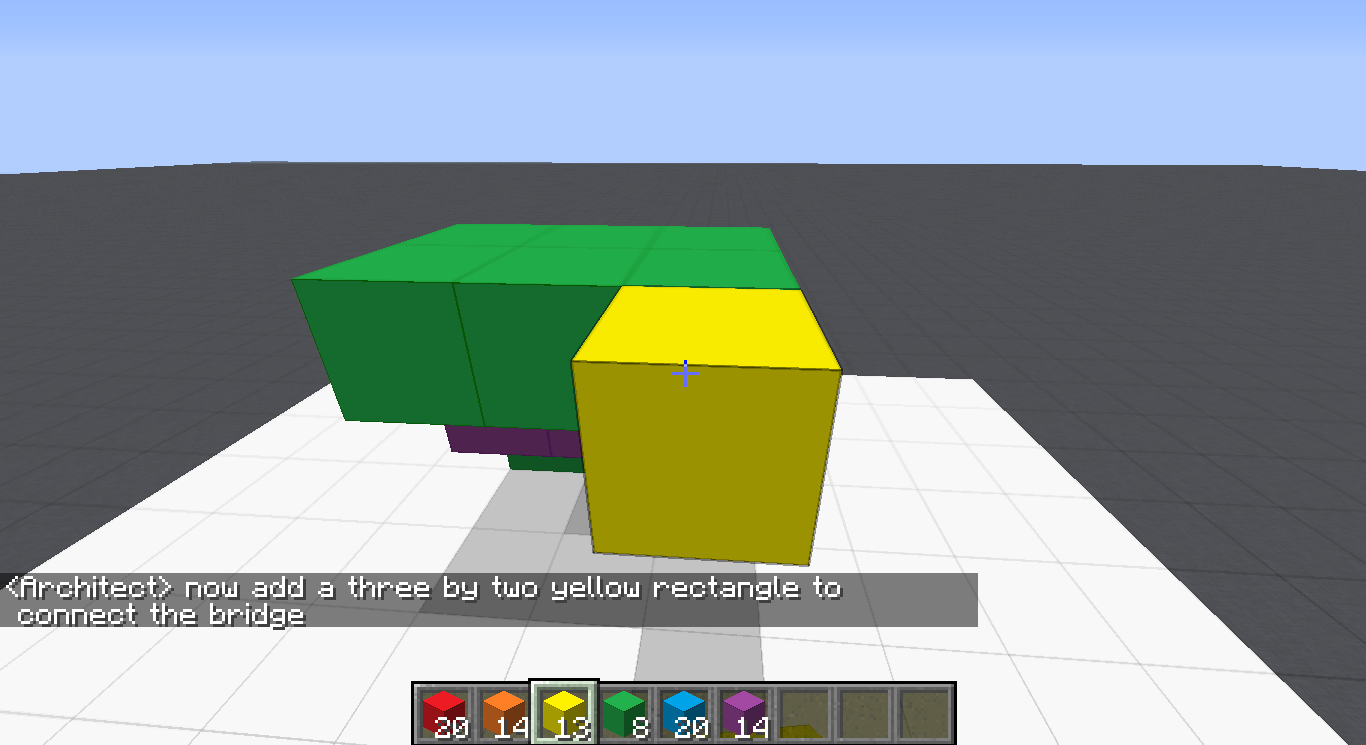 <Architect> now add a three by two yellow rectangle to
connect the bridge
20 14 13 8 20 14